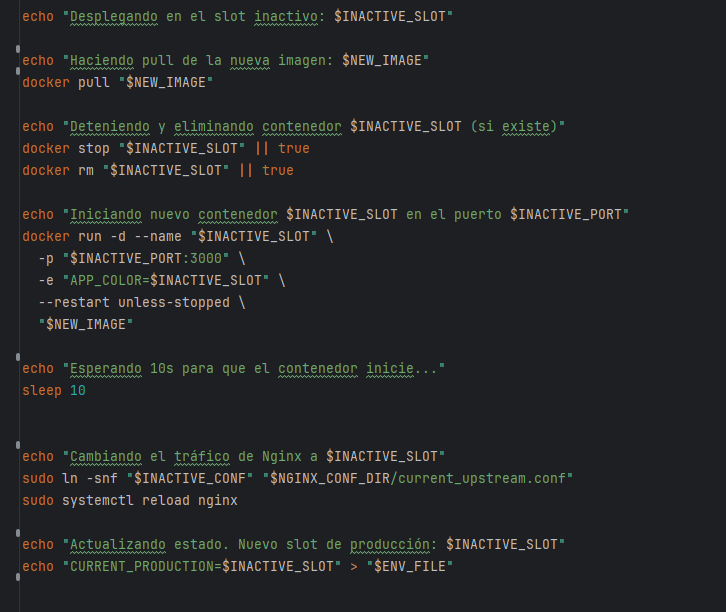 echo "Desplegando en el slot inactivo: $INACTIVE_SLOT"
echo "Haciendo pull de la nueva imagen: $NEW_IMAGE"
docker pull "$NEW_IMAGE"
echo "Deteniendo y eliminando contenedor $INACTIVE_SLOT (si existe)"
docker stop "$INACTIVE_SLOT" || true
docker rm "$INACTIVE_SLOT" || true
echo "Iniciando nuevo contenedor $INACTIVE_SLOT en el puerto $INACTIVE_PORT"
docker run -d --name "$INACTIVE_SLOT" \
  -p "$INACTIVE_PORT:3000" \
  -e "APP_COLOR=$INACTIVE_SLOT" \
  --restart unless-stopped \
  "$NEW_IMAGE"
echo "Esperando 10s para que el contenedor inicie..."
sleep 10
echo "Cambiando el tráfico de Nginx a $INACTIVE_SLOT"
sudo ln -snf "$INACTIVE_CONF" "$NGINX_CONF_DIR/current_upstream.conf"
sudo systemctl reload nginx
echo "Actualizando estado. Nuevo slot de producción: $INACTIVE_SLOT"
echo "CURRENT_PRODUCTION=$INACTIVE_SLOT" > "$ENV_FILE"